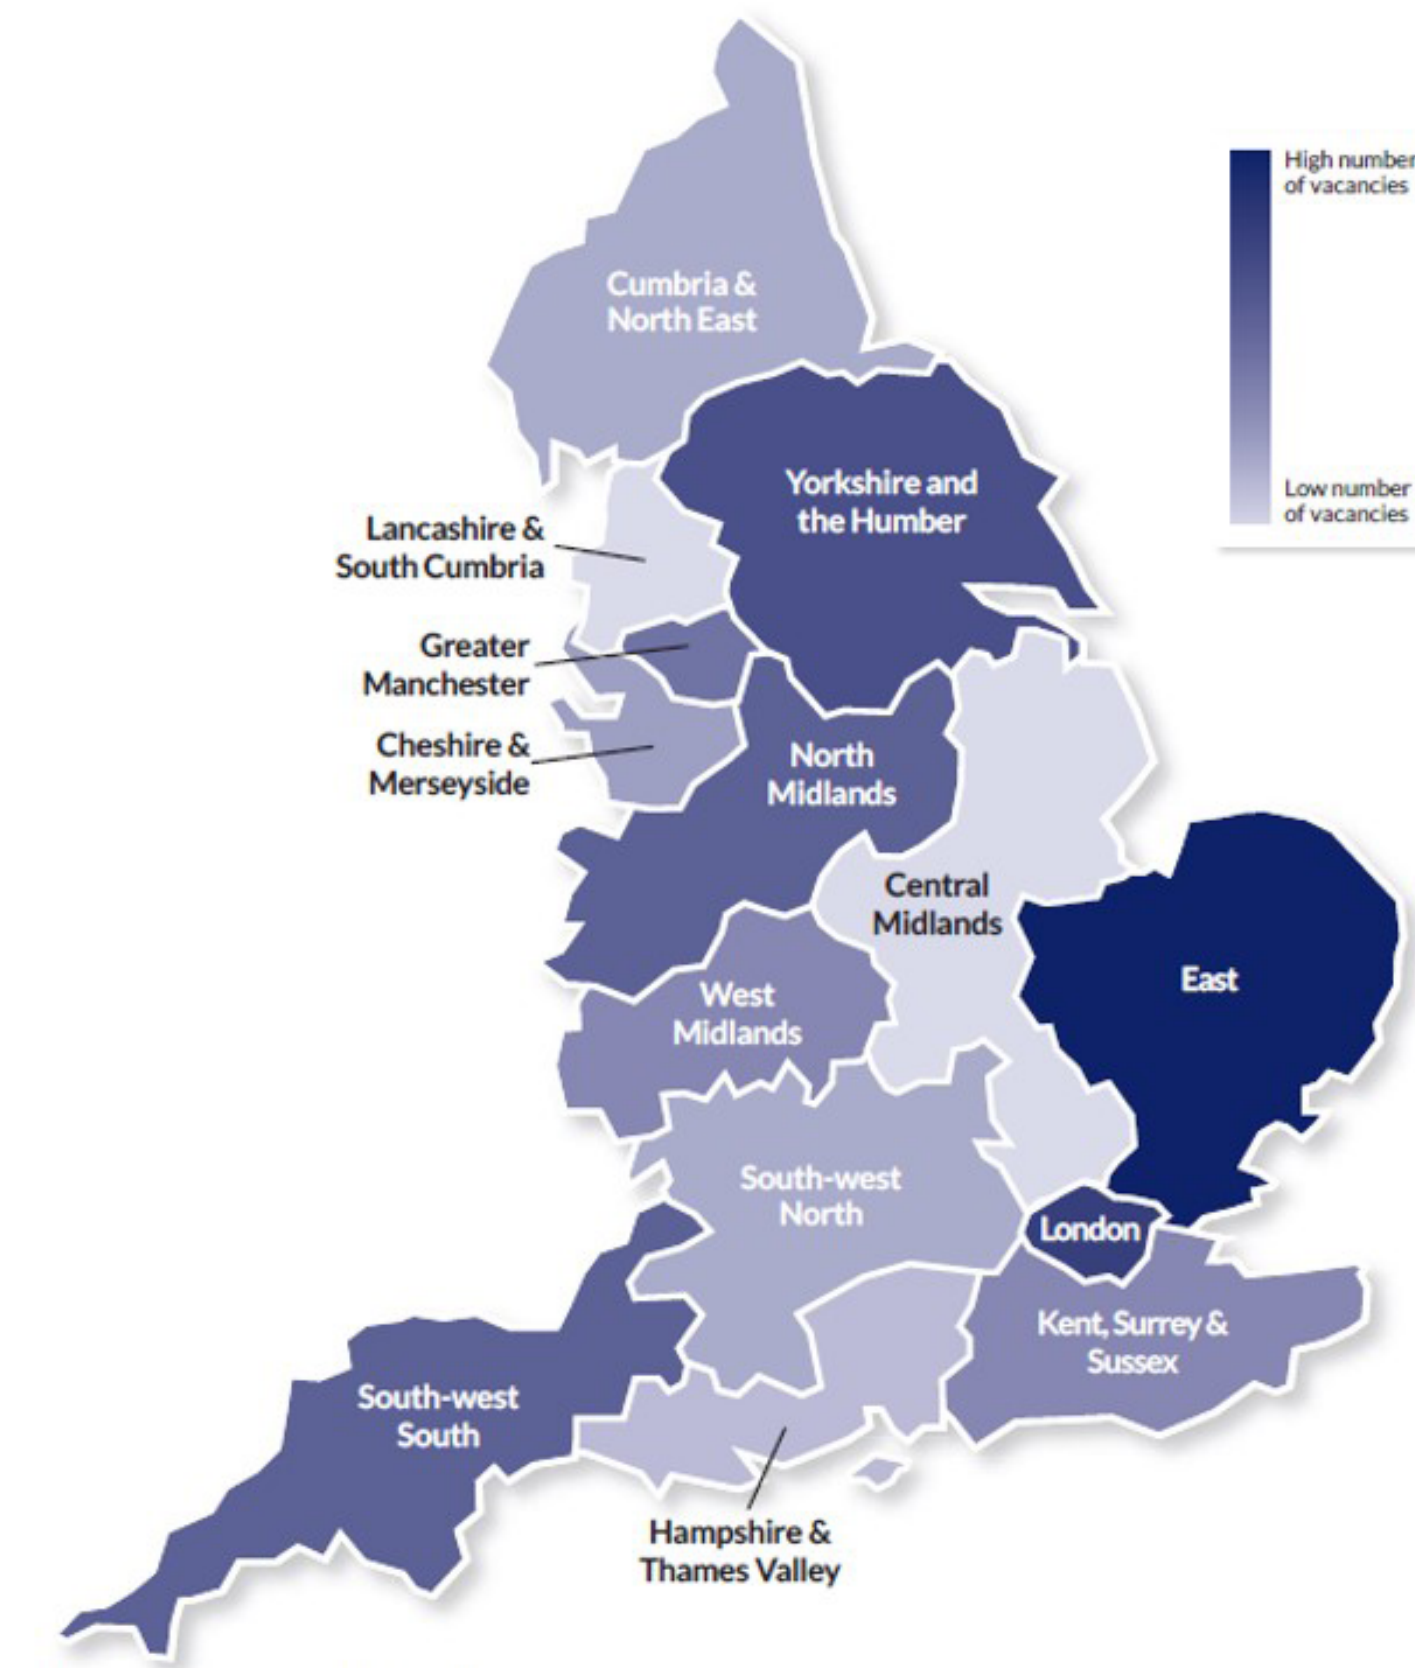 High number
of vacancies
Cumbria &
North East
Yorkshire and
the Humber
Low number
of vacancies
Lancashire &
South Cumbria
Greater
Manchester
Cheshire &
Merseyside
North
Midlands
Central
Midlands
East
West
Midlands
South-west
North
London
Kent, Surrey &
Sussex
South-west
South
Hampshire &
Thames Valley